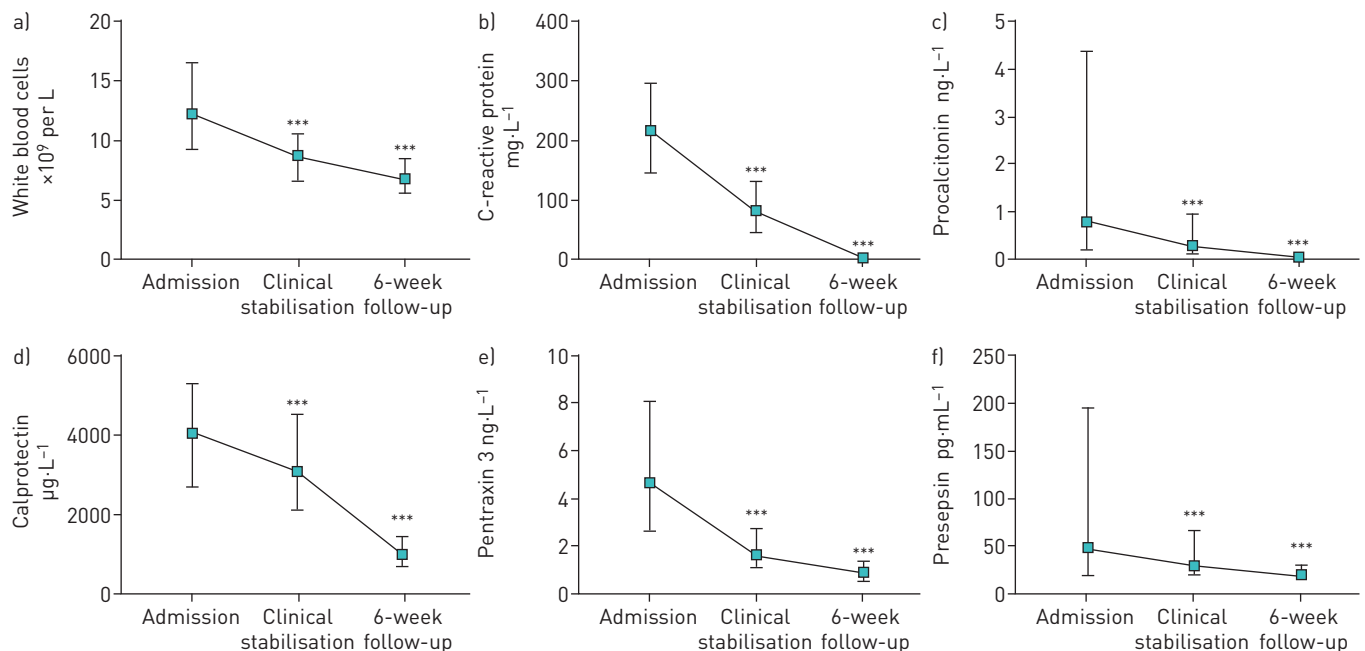 a)
White blood cells
×10⁹ per L
20
15
10
5
0
***
***
Admission
Clinical
stabilisation
6-week
follow-up
b)
C-reactive protein
mg·L⁻¹
400
300
200
100
0
***
***
Admission
Clinical
stabilisation
6-week
follow-up
c)
Procalcitonin ng·L⁻¹
5
4
3
2
1
0
***
***
Admission
Clinical
stabilisation
6-week
follow-up
d)
Calprotectin
µg·L⁻¹
6000
4000
2000
0
***
***
Admission
Clinical
stabilisation
6-week
follow-up
e)
Pentraxin 3 ng·L⁻¹
10
8
6
4
2
0
***
***
Admission
Clinical
stabilisation
6-week
follow-up
f)
Presepsin pg·mL⁻¹
250
200
150
100
50
0
***
***
Admission
Clinical
stabilisation
6-week
follow-up